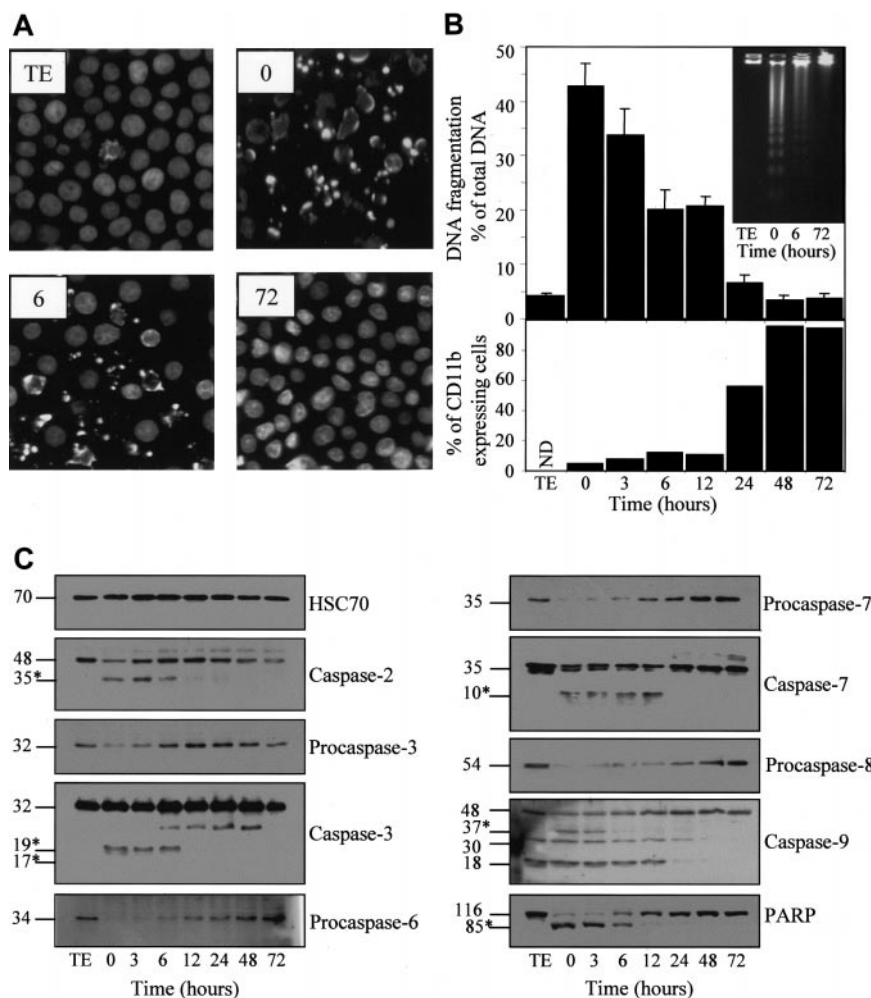 A
TE
0
6
72
B
DNA fragmentation
% of total DNA
50
40
30
20
10
0
TE 0 6 72
Time (hours)
% of CD11b
expressing cells
80
60
40
20
0
ND
TE 0 3 6 12 24 48 72
Time (hours)
C
70 HSC70
48
35* Caspase-2
32 Procaspase-3
32
19*
17* Caspase-3
34 Procaspase-6
TE 0 3 6 12 24 48 72
Time (hours)
35 Procaspase-7
35
10* Caspase-7
54 Procaspase-8
48
37*
30
18 Caspase-9
116
85* PARP
TE 0 3 6 12 24 48 72
Time (hours)